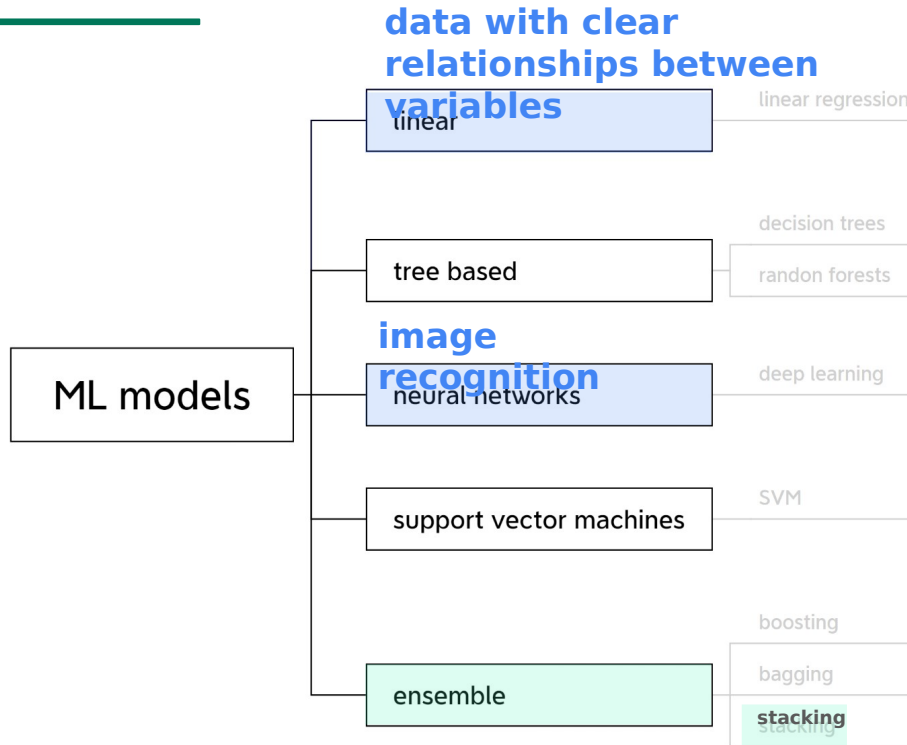 data with clear
relationships between
variables
linear
linear regression
decision trees
tree based
randon forests
image
recognition
ML models
neural networks
deep learning
support vector machines
SVM
boosting
ensemble
bagging
stacking
stacking